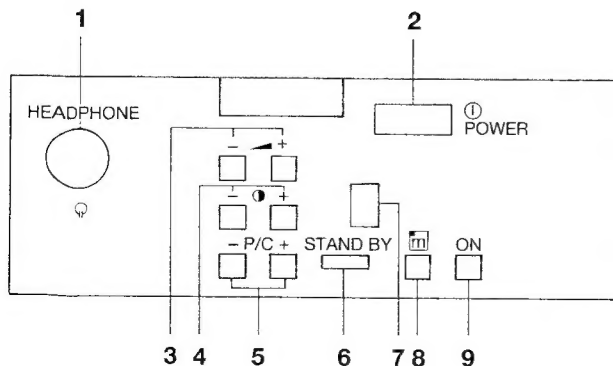 1 2
HEADPHONE
POWER
- +
- +
- P/C + STAND BY m ON
3 4 5 6 7 8 9